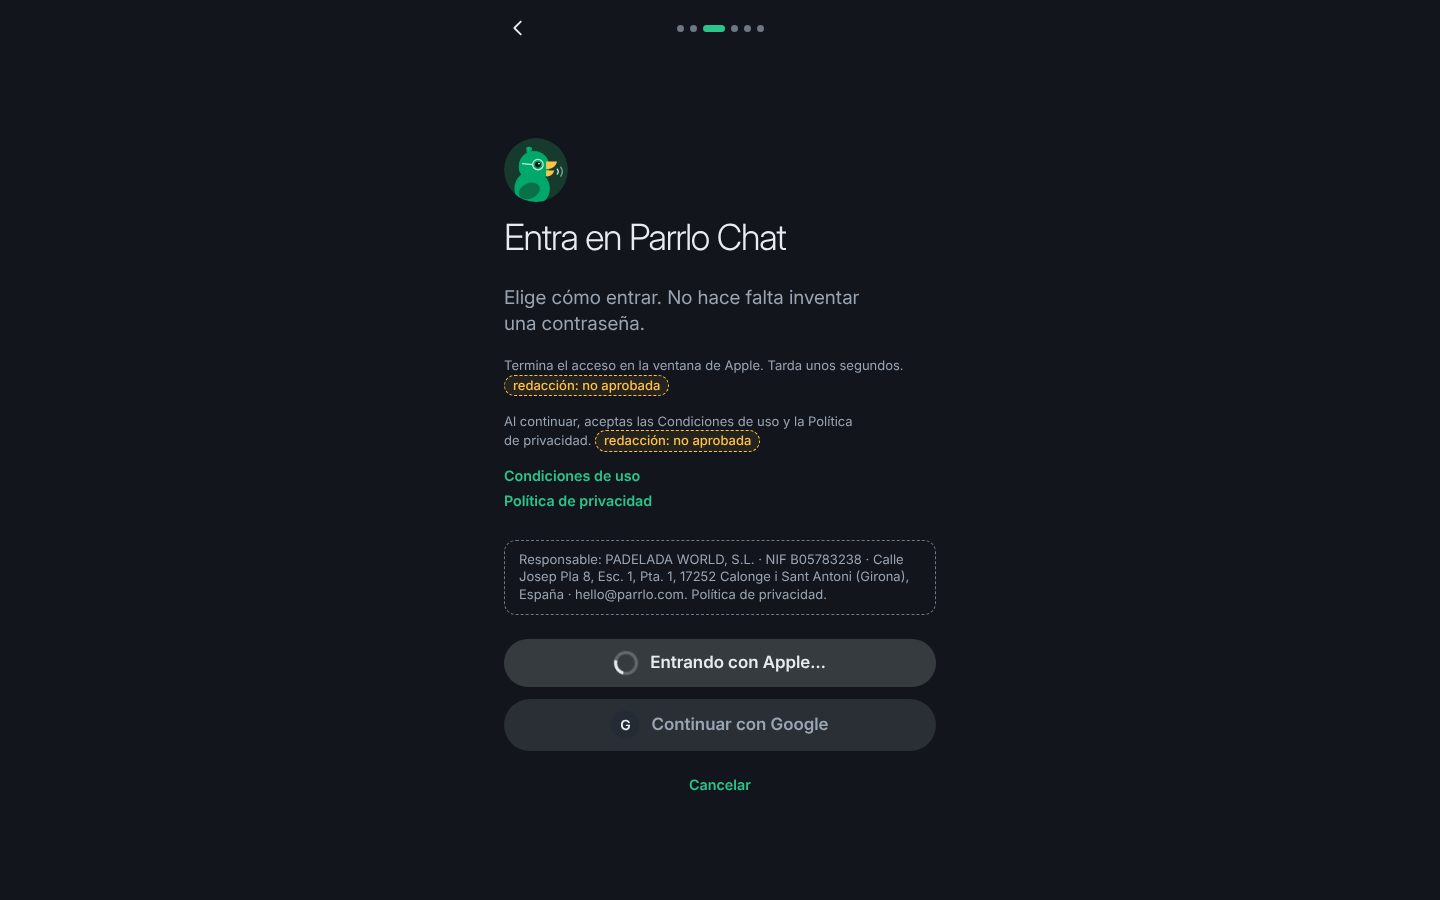 Entra en Parrlo Chat
Elige cómo entrar. No hace falta inventar
una contraseña.
Termina el acceso en la ventana de Apple. Tarda unos segundos.
redacción: no aprobada
Al continuar, aceptas las Condiciones de uso y la Política
de privacidad. redacción: no aprobada
Condiciones de uso
Política de privacidad
Responsable: PADELADA WORLD, S.L. · NIF B05783238 · Calle
Josep Pla 8, Esc. 1, Pta. 1, 17252 Calonge i Sant Antoni (Girona),
España · hello@parrlo.com. Política de privacidad.
Entrando con Apple...
G Continuar con Google
Cancelar